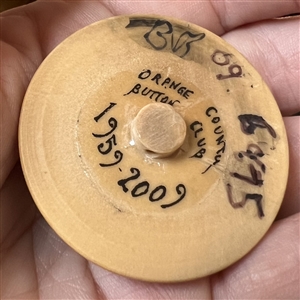 ORANGE COUNTY
BUTTON CLUB
1959-2009
09